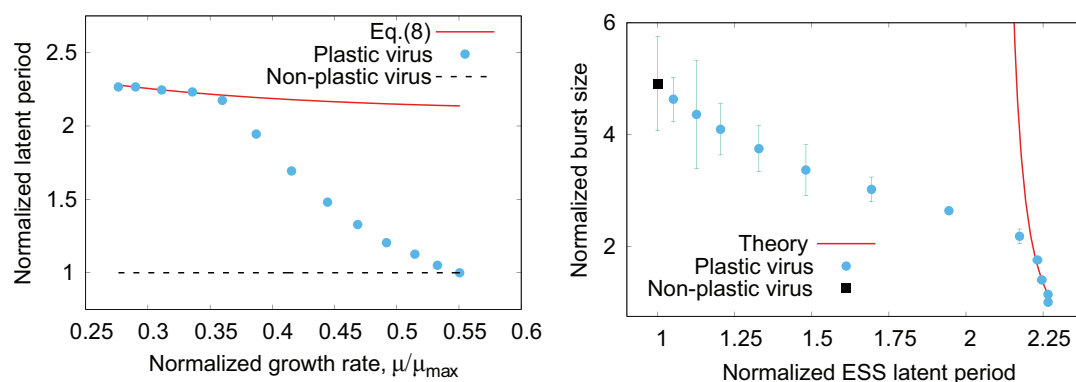 Normalized latent period
2.5
2
1.5
1
0.25
0.3
0.35
0.4
0.45
0.5
0.55
0.6
Normalized growth rate, μ/μmax
Eq.(8)
Plastic virus
Non-plastic virus
Normalized burst size
6
4
2
1
1.25
1.5
1.75
2
2.25
Normalized ESS latent period
Theory
Plastic virus
Non-plastic virus